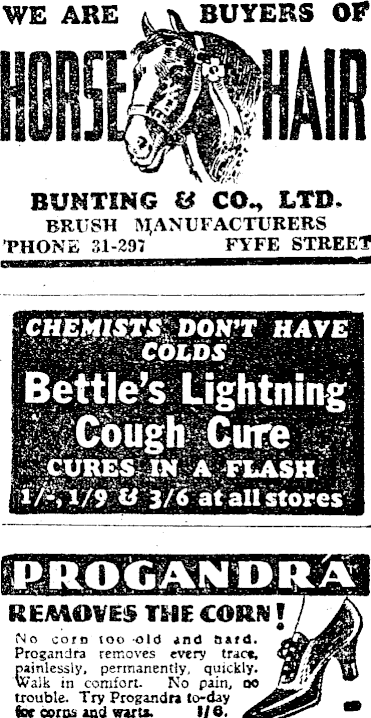 WE ARE BUYERS OF
HORSE HAIR
BUNTING & CO., LTD.
BRUSH MANUFACTURERS
'PHONE 31-297 FYFE STREET
CHEMISTS DON'T HAVE
COLDS
Bettle's Lightning
Cough Cure
CURES IN A FLASH
1/-, 1/9 & 3/6 at all stores
PROGANDRA
REMOVES THE CORN!
No corn too old and hard.
Progandra removes every trace,
painlessly, permanently, quickly.
Walk in comfort. No pain, no
trouble. Try Progandra to-day
for corns and warts. 1/6.